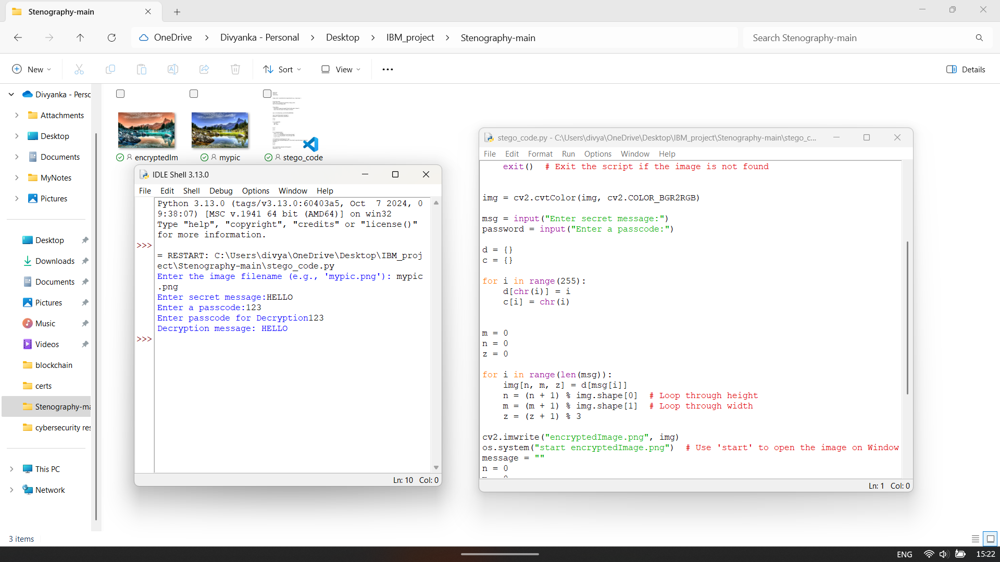 Stenography-main
OneDrive > Divyanka - Personal > Desktop > IBM_project > Stenography-main
Search Stenography-main
New
Sort
View
Details
Divyanka - Persc
Attachments
Desktop
Documents
MyNotes
Pictures
Desktop
Downloads
Documents
Pictures
Music
Videos
blockchain
certs
Stenography-ma
cybersecurity res
This PC
Network
3 items
encryptedIm
mypic
stego_code
IDLE Shell 3.13.0
File Edit Shell Debug Options Window Help
Python 3.13.0 (tags/v3.13.0:60403a5, Oct  7 2024, 0
9:38:07) [MSC v.1941 64 bit (AMD64)] on win32
Type "help", "copyright", "credits" or "license()"
for more information.
>>>
= RESTART: C:\Users\divya\OneDrive\Desktop\IBM_proj
ect\Stenography-main\stego_code.py
Enter the image filename (e.g., 'mypic.png'): mypic
.png
Enter secret message:HELLO
Enter a passcode:123
Enter passcode for Decryption123
Decryption message: HELLO
>>>
Ln: 10 Col: 0
stego_code.py - C:\Users\divya\OneDrive\Desktop\IBM_project\Stenography-main\stego_c...
File Edit Format Run Options Window Help
    exit()  # Exit the script if the image is not found
img = cv2.cvtColor(img, cv2.COLOR_BGR2RGB)
msg = input("Enter secret message:")
password = input("Enter a passcode:")
d = {}
c = {}
for i in range(255):
    d[chr(i)] = i
    c[i] = chr(i)
m = 0
n = 0
z = 0
for i in range(len(msg)):
    img[n, m, z] = d[msg[i]]
    n = (n + 1) % img.shape[0]  # Loop through height
    m = (m + 1) % img.shape[1]  # Loop through width
    z = (z + 1) % 3
cv2.imwrite("encryptedImage.png", img)
os.system("start encryptedImage.png")  # Use 'start' to open the image on Window
message = ""
n = 0
Ln: 1 Col: 0
ENG
15:22